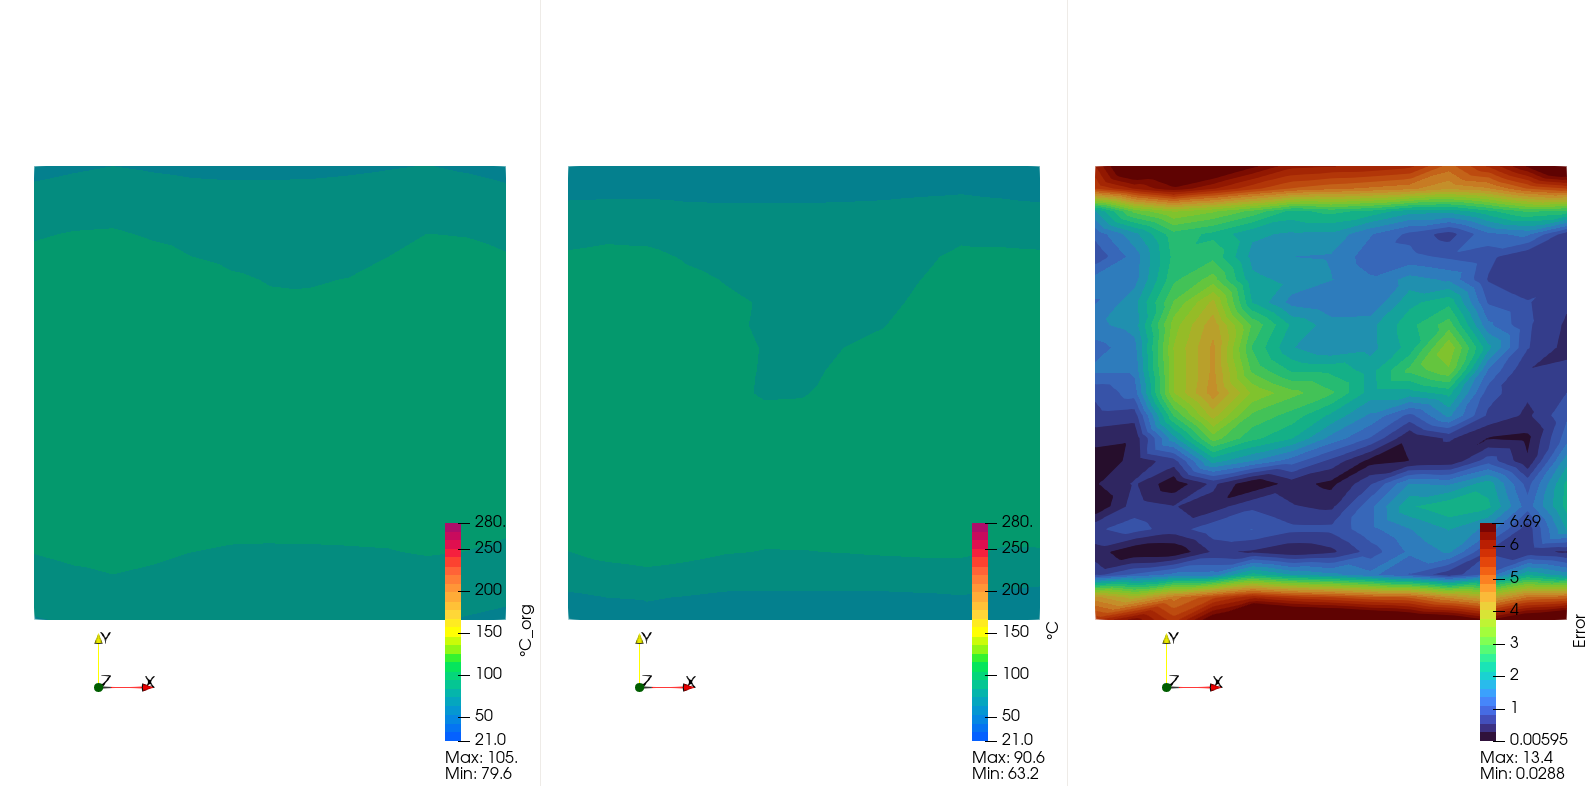 280.
250
200
150
100
50
21.0
°C_org
Max: 105.
Min: 79.6
Y
Z
X
280.
250
200
150
100
50
21.0
°C
Max: 90.6
Min: 63.2
Y
Z
X
6.69
6
5
4
3
2
1
0.00595
Error
Max: 13.4
Min: 0.0288
Y
Z
X